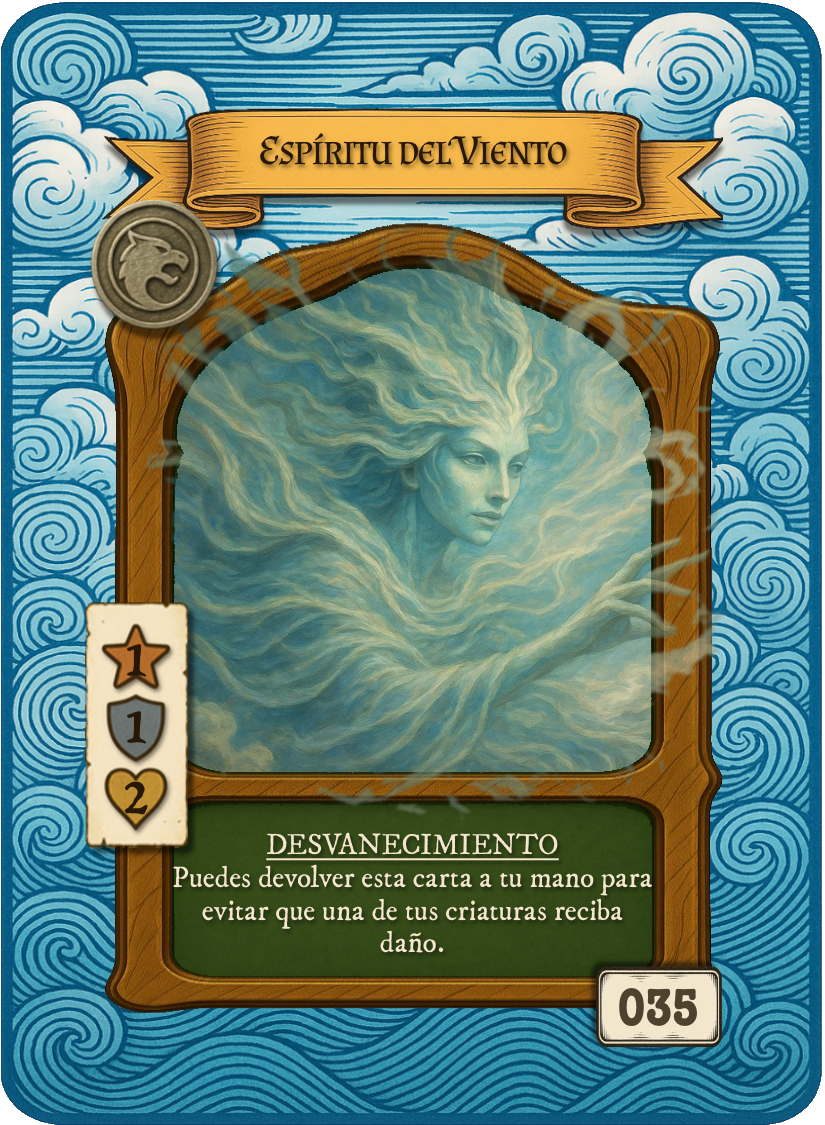 Espíritu del Viento
1
1
2
DESVANECIMIENTO
Puedes devolver esta carta a tu mano para
evitar que una de tus criaturas reciba
daño.
035